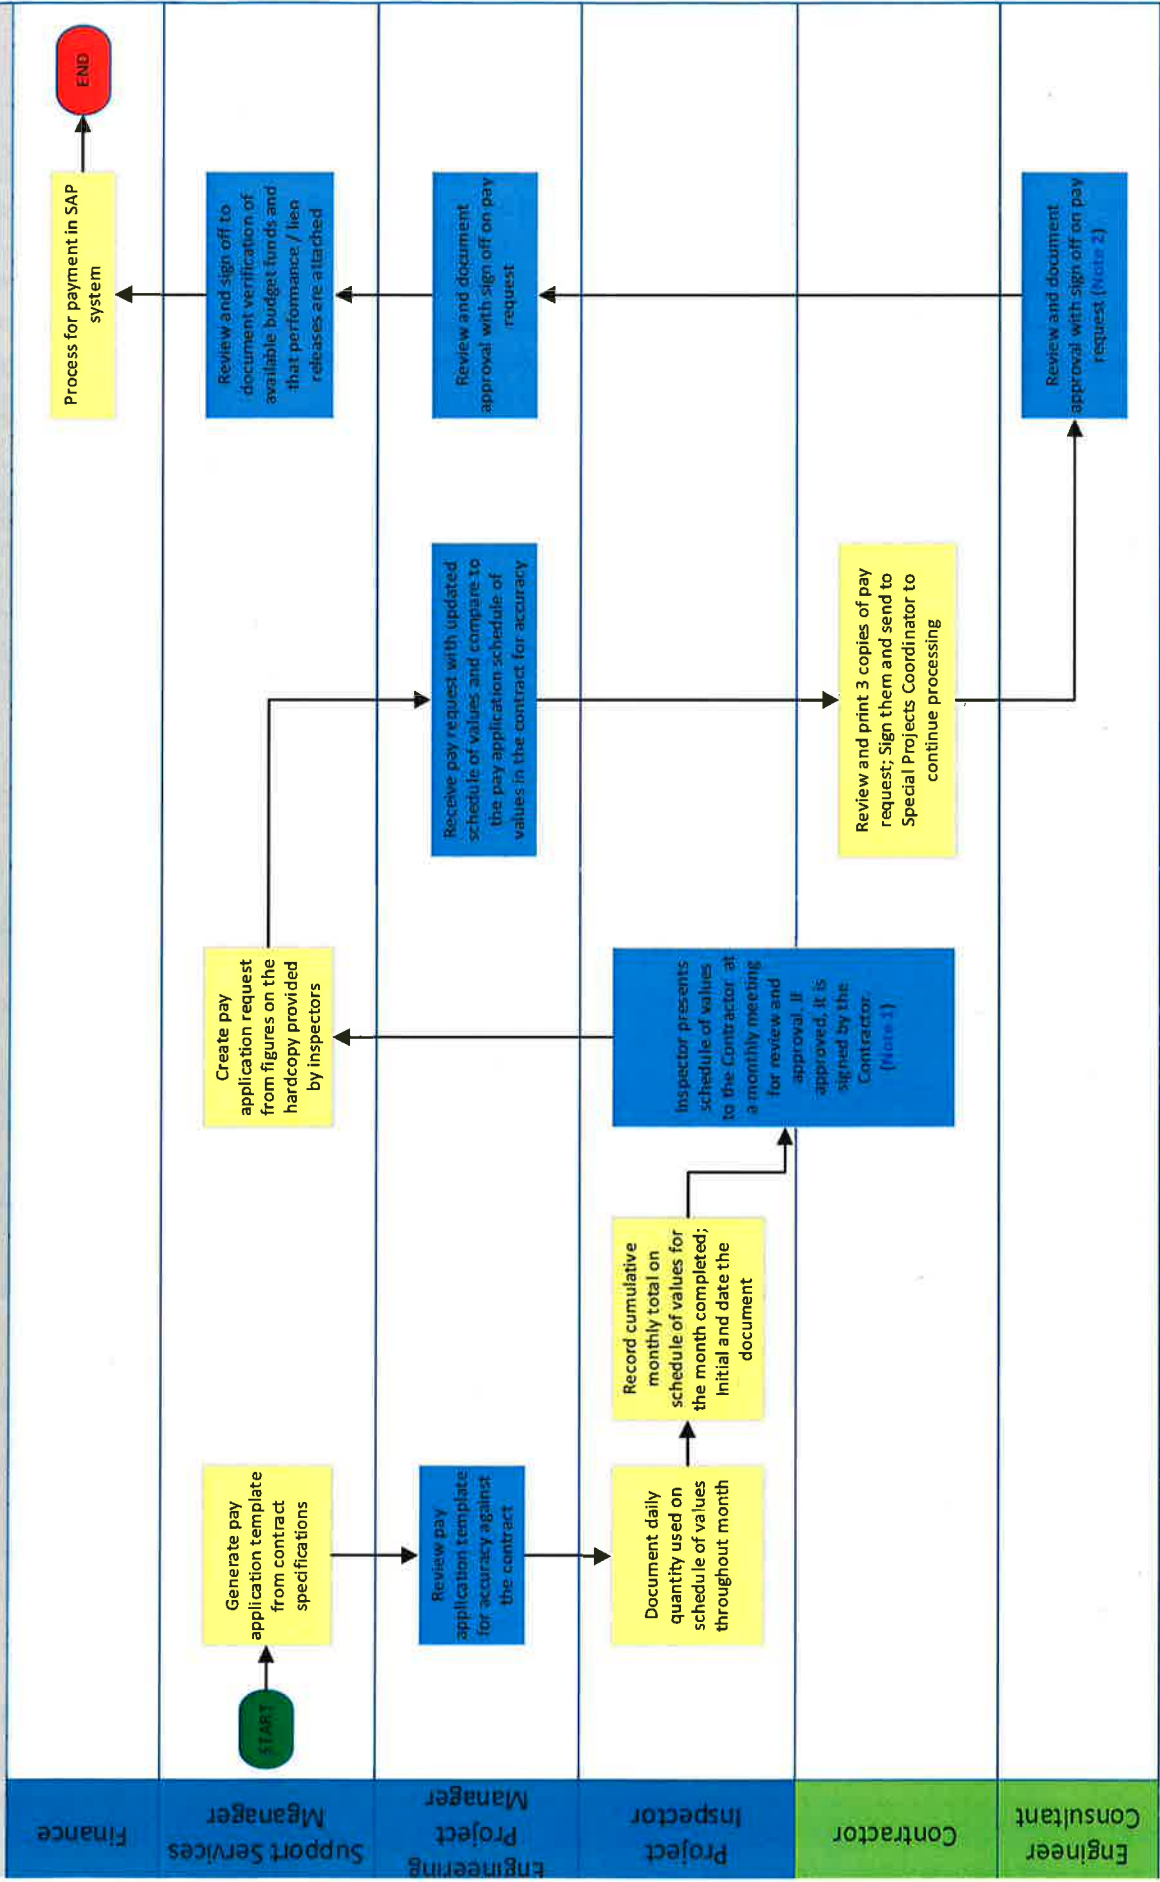 Finance
Process for payment in SAP
system
END
Support Services
Mganager
START
Generate pay
application template
from contract
specifications
Create pay
application request
from figures on the
hardcopy provided
by inspectors
Review and sign off to
document verification of
available budget funds and
that performance / lien
releases are attached
Engineering
Project
Manager
Review pay
application template
for accuracy against
the contract
Receive pay request with updated
schedule of values and compare to
the pay application schedule of
values in the contract for accuracy
Review and document
approval with sign off on pay
request
Project
Inspector
Document daily
quantity used on
schedule of values
throughout month
Record cumulative
monthly total on
schedule of values for
the month completed;
Initial and date the
document
Inspector presents
schedule of values
to the Contractor at
a monthly meeting
for review and
approval. If
approved, it is
signed by the
Contractor.
(Note 1)
Contractor
Review and print 3 copies of pay
request; Sign them and send to
Special Projects Coordinator to
continue processing
Engineer
Consultant
Review and document
approval with sign off on pay
request (Note 2)